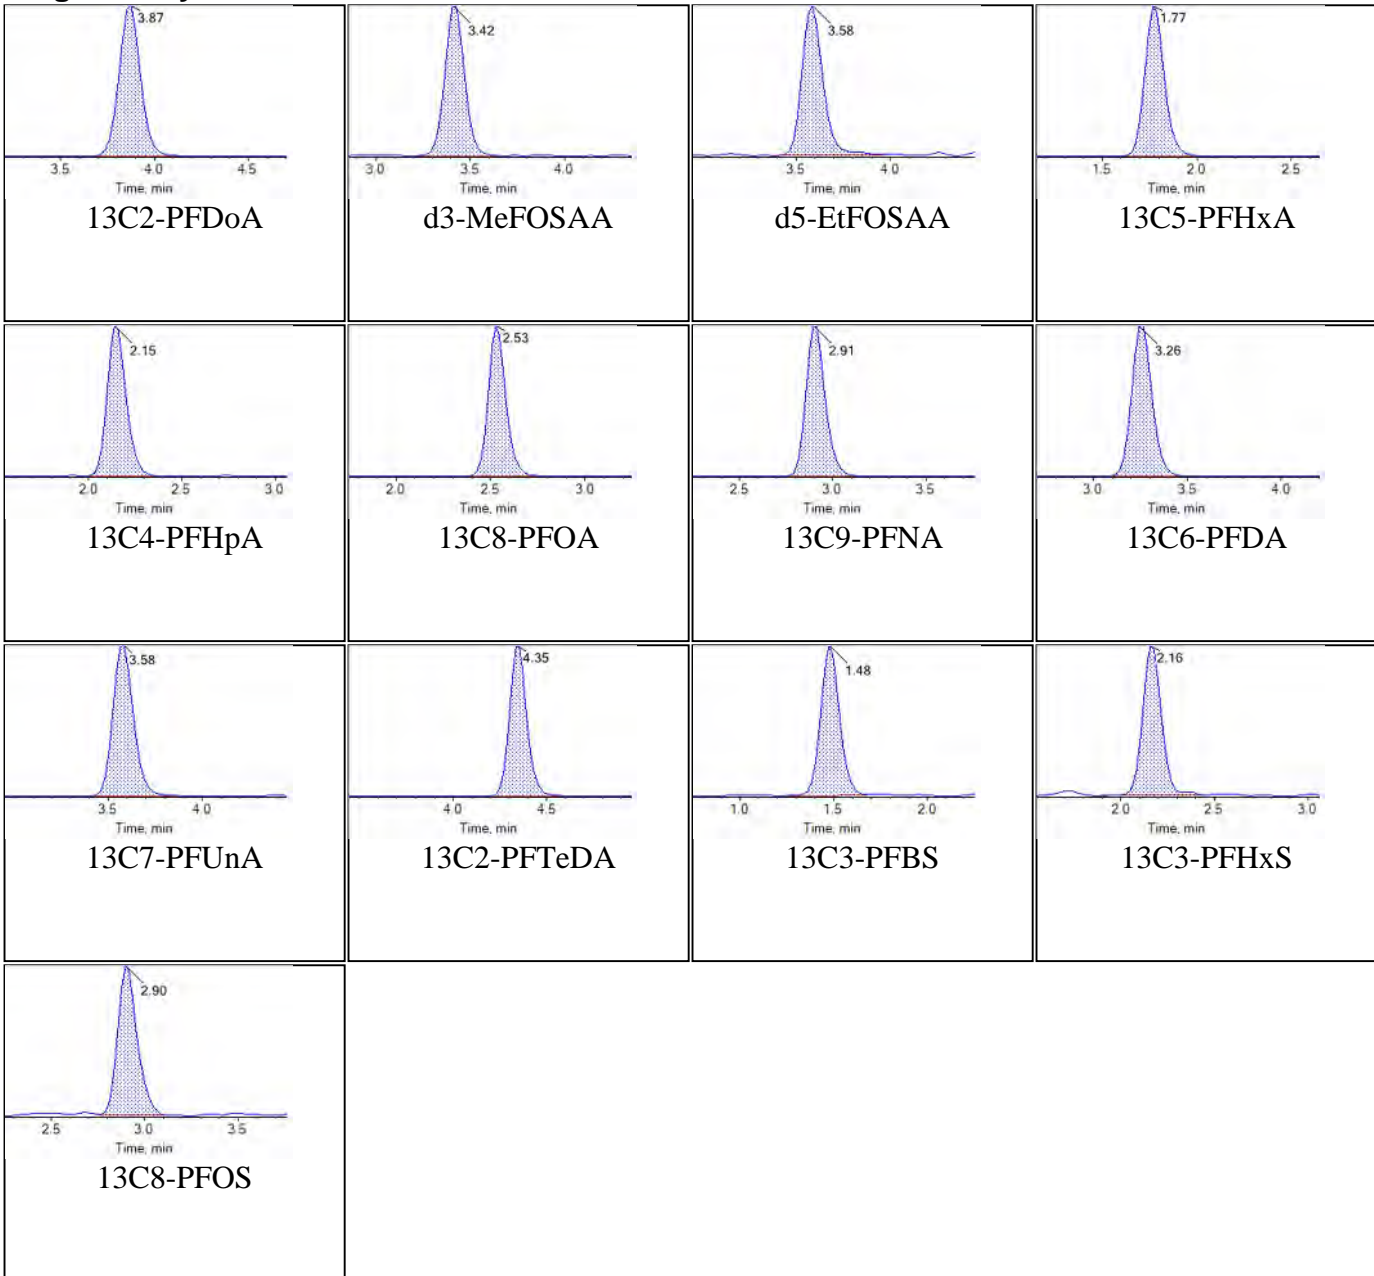 3.87
3.5 4.0 4.5
Time, min
13C2-PFDoA
3.42
3.0 3.5 4.0
Time, min
d3-MeFOSAA
3.58
3.5 4.0
Time, min
d5-EtFOSAA
1.77
1.5 2.0 2.5
Time, min
13C5-PFHxA
2.15
2.0 2.5 3.0
Time, min
13C4-PFHpA
2.53
2.0 2.5 3.0
Time, min
13C8-PFOA
2.91
2.5 3.0 3.5
Time, min
13C9-PFNA
3.26
3.0 3.5 4.0
Time, min
13C6-PFDA
3.58
3.5 4.0
Time, min
13C7-PFUnA
4.35
4.0 4.5
Time, min
13C2-PFTeDA
1.48
1.0 1.5 2.0
Time, min
13C3-PFBS
2.16
2.0 2.5 3.0
Time, min
13C3-PFHxS
2.90
2.5 3.0 3.5
Time, min
13C8-PFOS